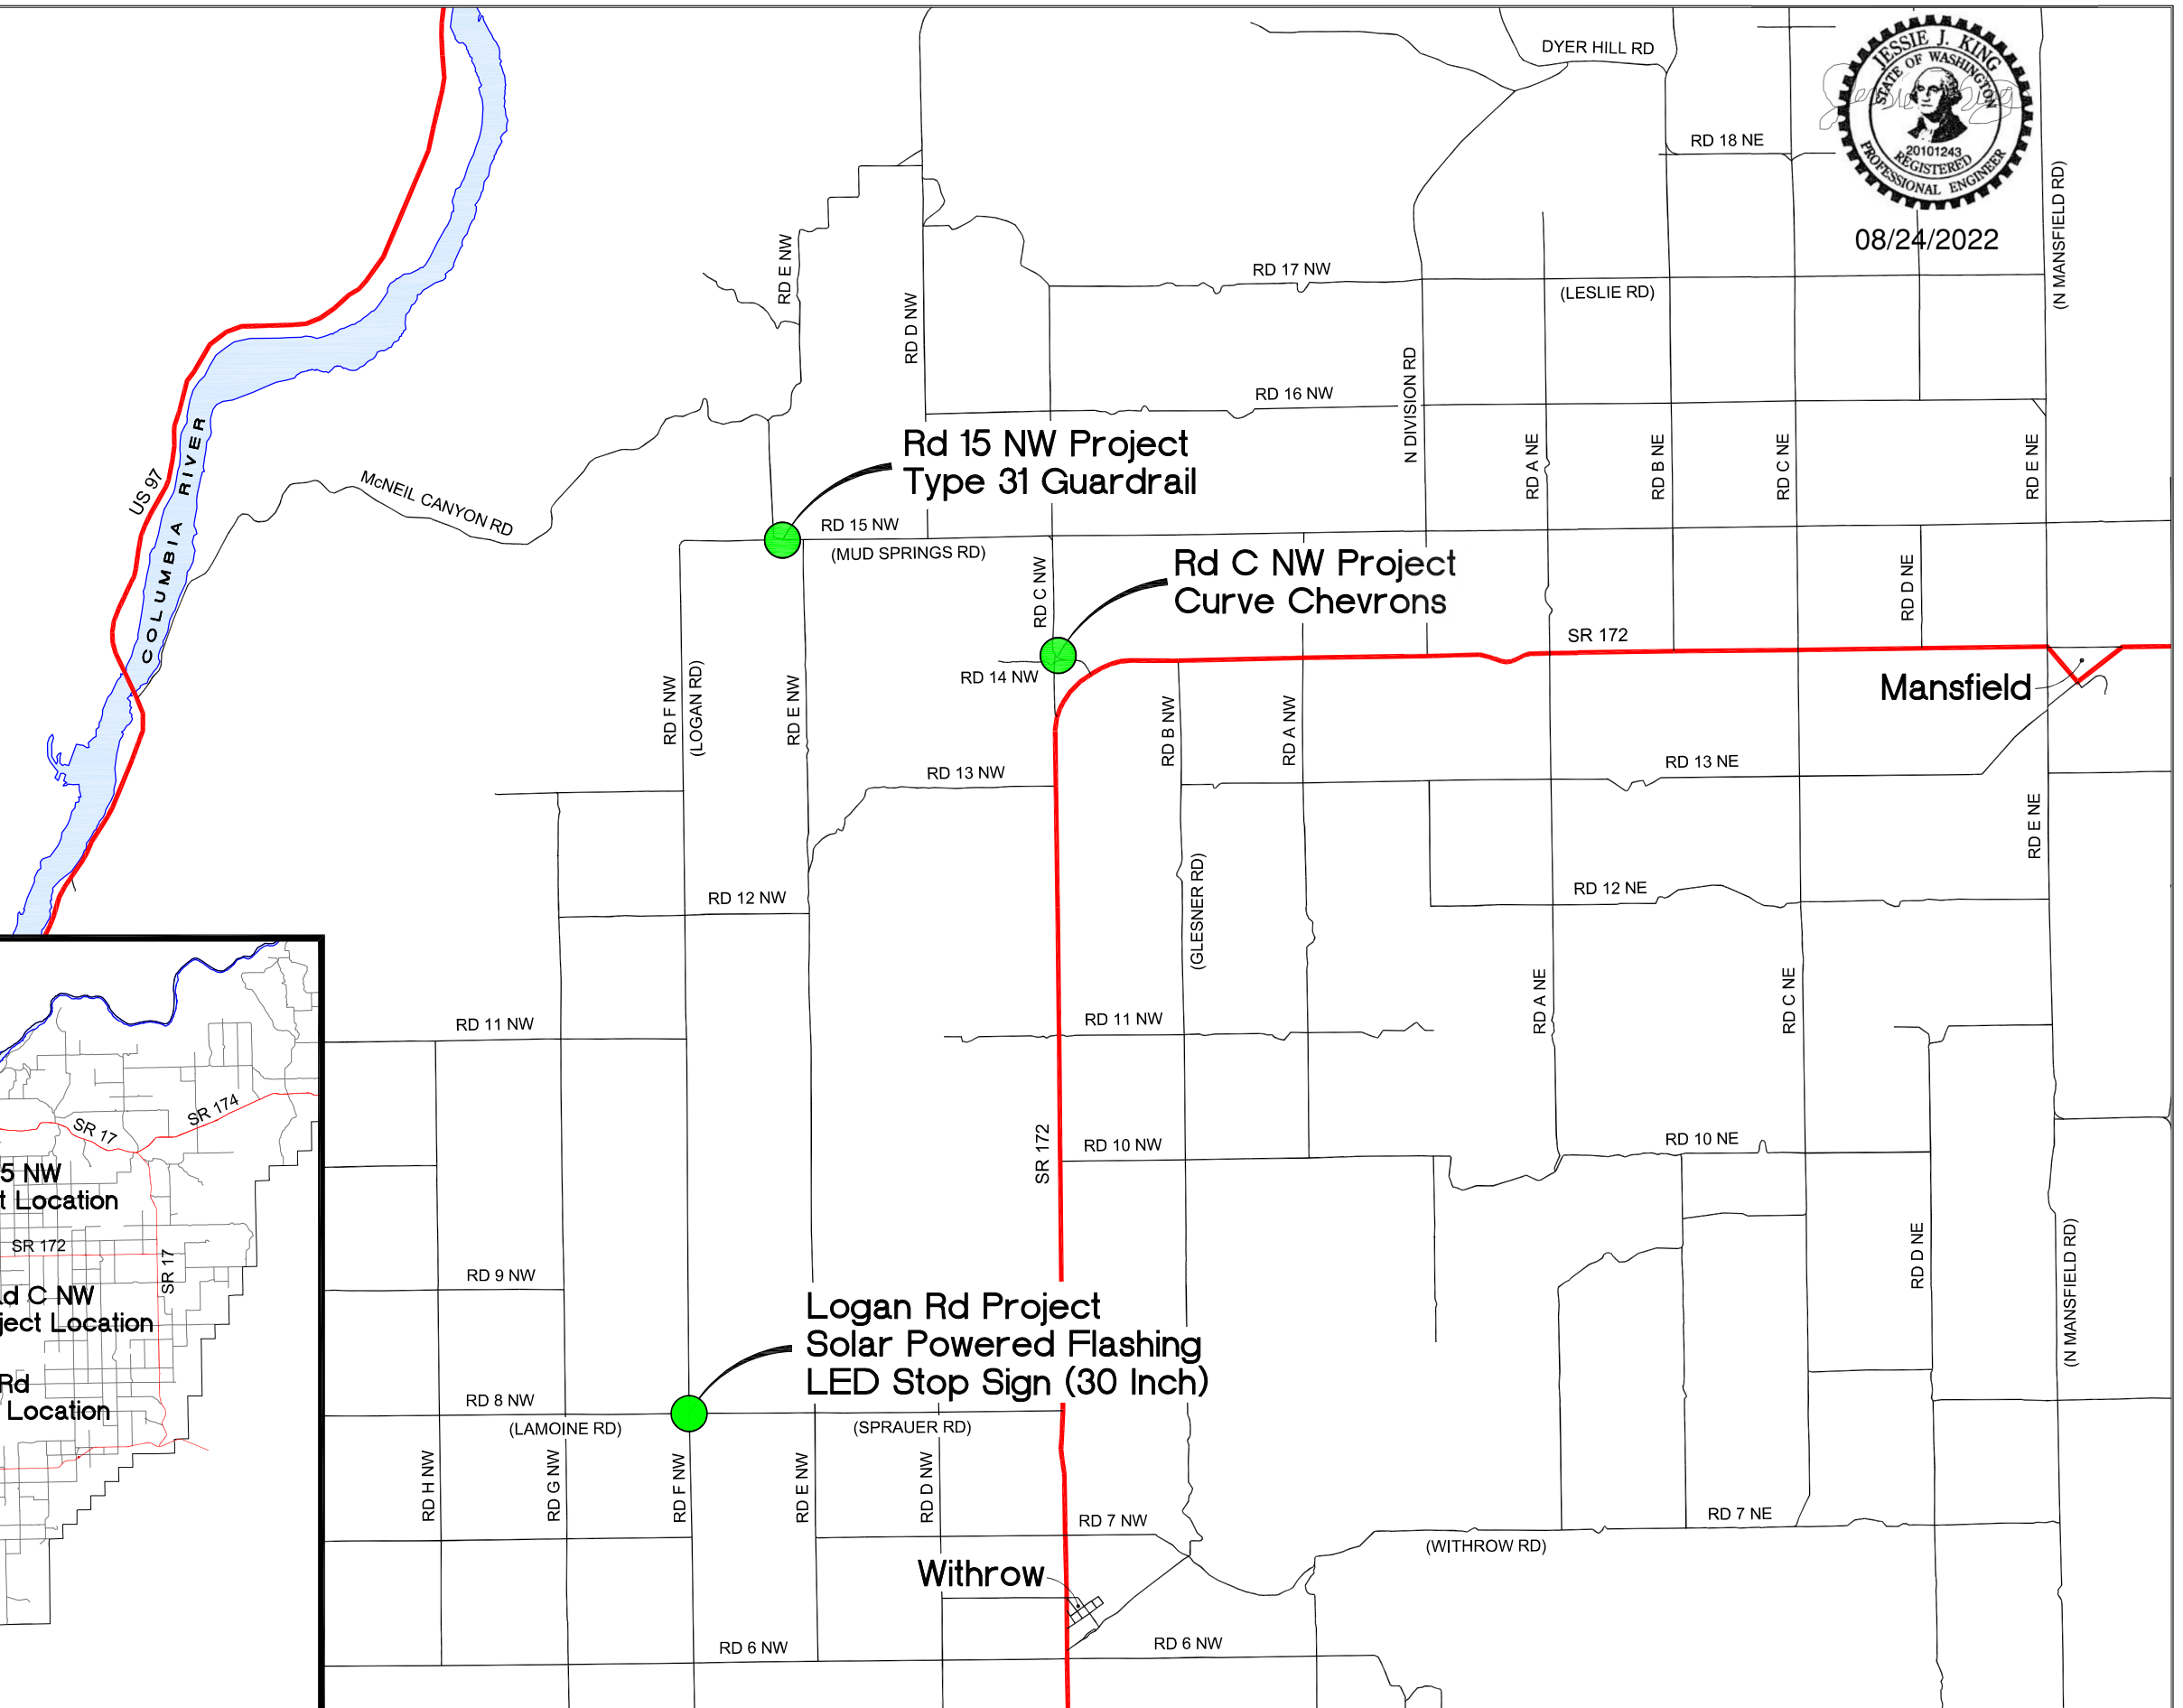 DYER HILL RD
JESSIE J. KING
STATE OF WASHINGTON
20101243
REGISTERED
PROFESSIONAL ENGINEER
08/24/2022
RD 18 NE
(N MANSFIELD RD)
RD E NW
RD D NW
RD 17 NW
(LESLIE RD)
N DIVISION RD
RD 16 NW
RD A NE
RD B NE
RD C NE
RD E NE
US 97
COLUMBIA RIVER
McNEIL CANYON RD
Rd 15 NW Project
Type 31 Guardrail
RD 15 NW
(MUD SPRINGS RD)
RD C NW
Rd C NW Project
Curve Chevrons
RD D NE
SR 172
RD 14 NW
Mansfield
RD F NW
(LOGAN RD)
RD E NW
RD B NW
RD A NW
RD 13 NW
RD 13 NE
RD E NE
RD 12 NW
(GLESNER RD)
RD 12 NE
RD A NE
RD C NE
RD 11 NW
RD 11 NW
SR 172
RD 10 NW
RD 10 NE
SR 174
SR 17
5 NW
t Location
SR 172
SR 17
d C NW
ject Location
Rd
Location
RD D NE
(N MANSFIELD RD)
RD 9 NW
Logan Rd Project
Solar Powered Flashing
LED Stop Sign (30 Inch)
RD 8 NW
(LAMOINE RD)
(SPRAUER RD)
RD H NW
RD G NW
RD F NW
RD E NW
RD D NW
RD 7 NW
RD 7 NE
(WITHROW RD)
Withrow
RD 6 NW
RD 6 NW